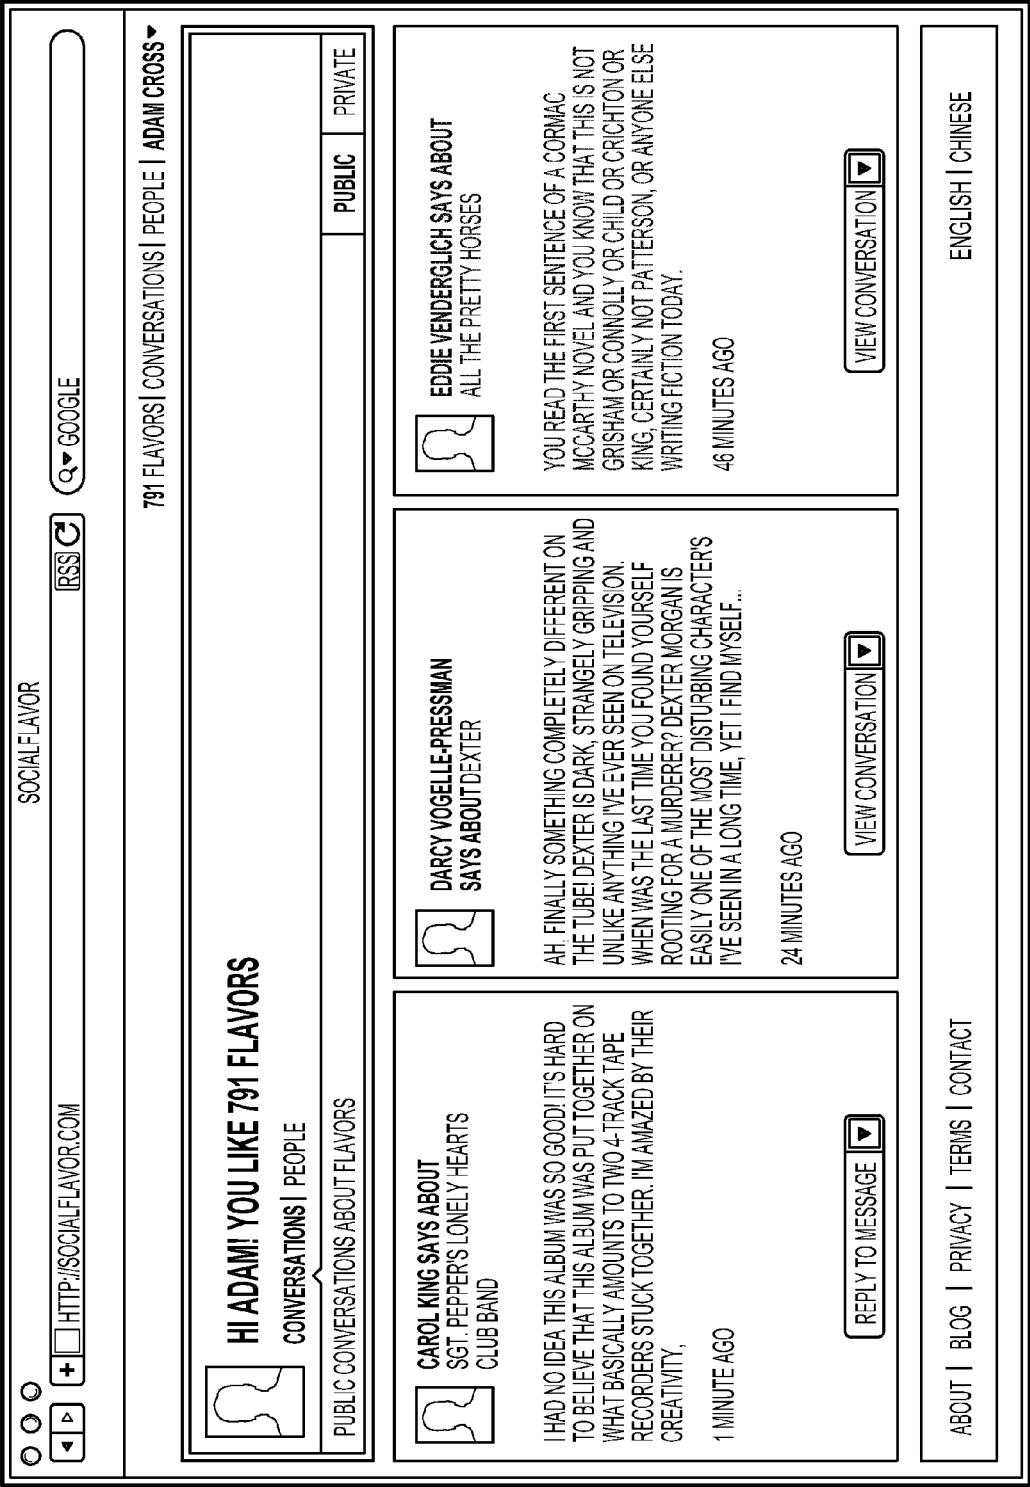 SOCIALFLAVOR
+ HTTP://SOCIALFLAVOR.COM RSS GOOGLE
791 FLAVORS | CONVERSATIONS | PEOPLE | ADAM CROSS
HI ADAM! YOU LIKE 791 FLAVORS
CONVERSATIONS | PEOPLE
PUBLIC CONVERSATIONS ABOUT FLAVORS
PUBLIC PRIVATE
CAROL KING SAYS ABOUT
SGT. PEPPER'S LONELY HEARTS
CLUB BAND
I HAD NO IDEA THIS ALBUM WAS SO GOOD! IT'S HARD
TO BELIEVE THAT THIS ALBUM WAS PUT TOGETHER ON
WHAT BASICALLY AMOUNTS TO TWO 4-TRACK TAPE
RECORDERS STUCK TOGETHER. I'M AMAZED BY THEIR
CREATIVITY,
1 MINUTE AGO
REPLY TO MESSAGE
DARCY VOGELLE-PRESSMAN
SAYS ABOUT DEXTER
AH. FINALLY SOMETHING COMPLETELY DIFFERENT ON
THE TUBE! DEXTER IS DARK, STRANGELY GRIPPING AND
UNLIKE ANYTHING I'VE EVER SEEN ON TELEVISION.
WHEN WAS THE LAST TIME YOU FOUND YOURSELF
ROOTING FOR A MURDERER? DEXTER MORGAN IS
EASILY ONE OF THE MOST DISTURBING CHARACTER'S
I'VE SEEN IN A LONG TIME, YET I FIND MYSELF...
24 MINUTES AGO
VIEW CONVERSATION
EDDIE VENDERGLICH SAYS ABOUT
ALL THE PRETTY HORSES
YOU READ THE FIRST SENTENCE OF A CORMAC
MCCARTHY NOVEL AND YOU KNOW THAT THIS IS NOT
GRISHAM OR CONNOLLY OR CHILD OR CRICHTON OR
KING, CERTAINLY NOT PATTERSON, OR ANYONE ELSE
WRITING FICTION TODAY.
46 MINUTES AGO
VIEW CONVERSATION
ABOUT | BLOG | PRIVACY | TERMS | CONTACT
ENGLISH | CHINESE